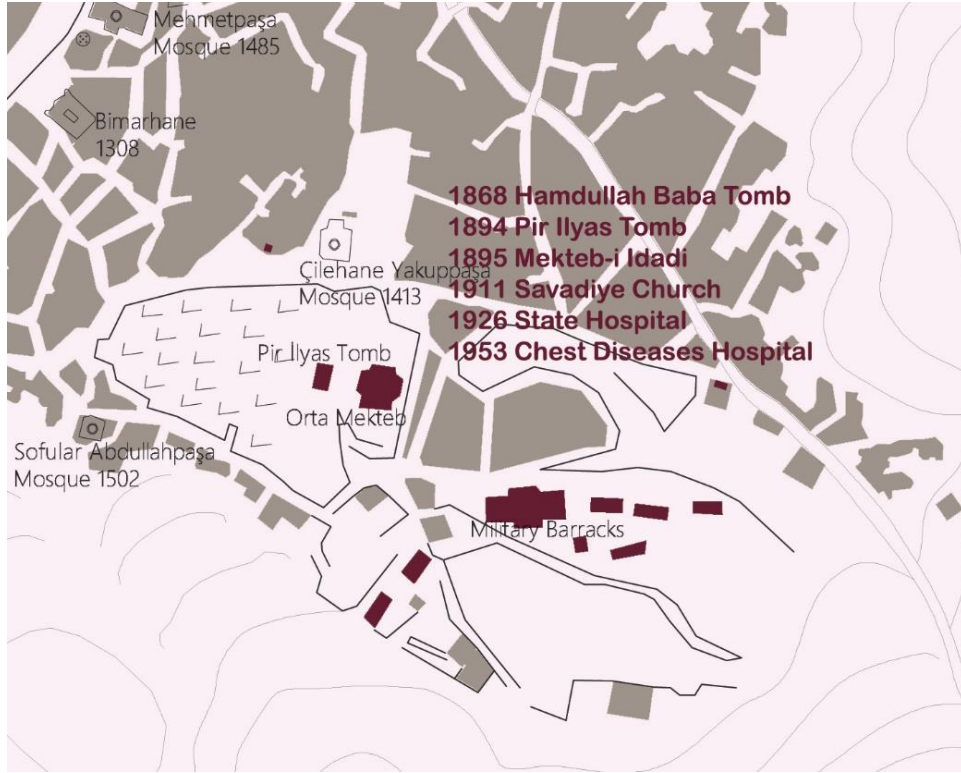 Mehmetpaşa
Mosque 1485
Bimarhane
1308
1868 Hamdullah Baba Tomb
1894 Pir Ilyas Tomb
1895 Mekteb-i Idadi
1911 Savadiye Church
1926 State Hospital
1953 Chest Diseases Hospital
Çilehane Yakuppaşa
Mosque 1413
Pir Ilyas Tomb
Orta Mekteb
Sofular Abdullahpaşa
Mosque 1502
Military Barracks